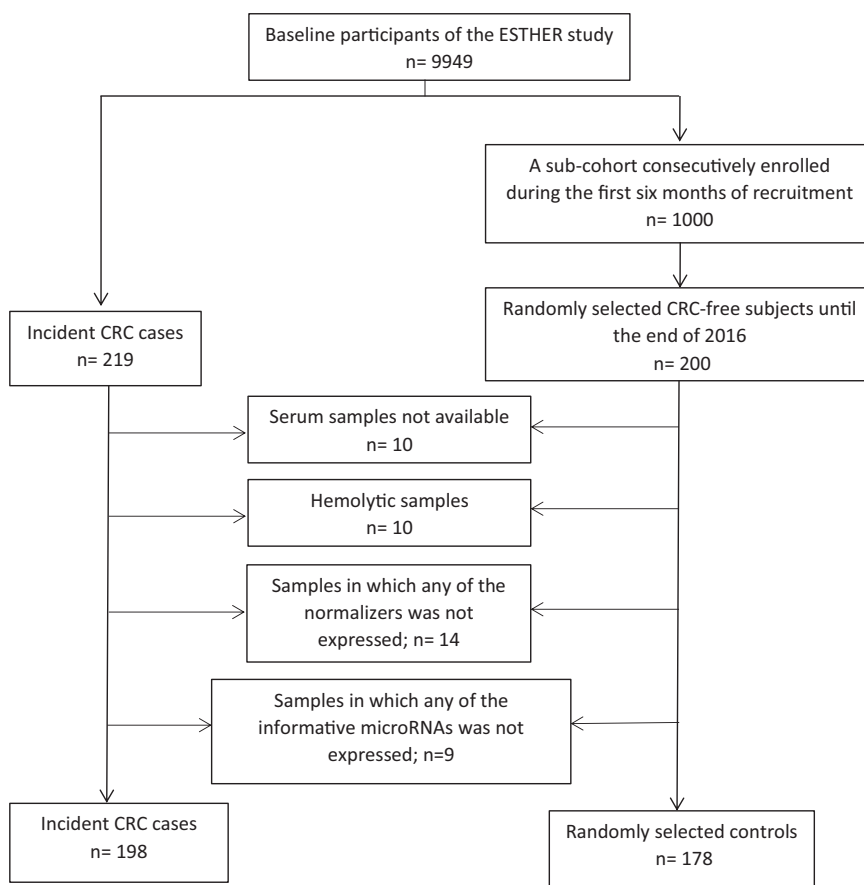 Baseline participants of the ESTHER study
n= 9949
A sub-cohort consecutively enrolled
during the first six months of recruitment
n= 1000
Incident CRC cases
n= 219
Randomly selected CRC-free subjects until
the end of 2016
n= 200
Serum samples not available
n= 10
Hemolytic samples
n= 10
Samples in which any of the
normalizers was not
expressed; n= 14
Samples in which any of the
informative microRNAs was not
expressed; n=9
Incident CRC cases
n= 198
Randomly selected controls
n= 178